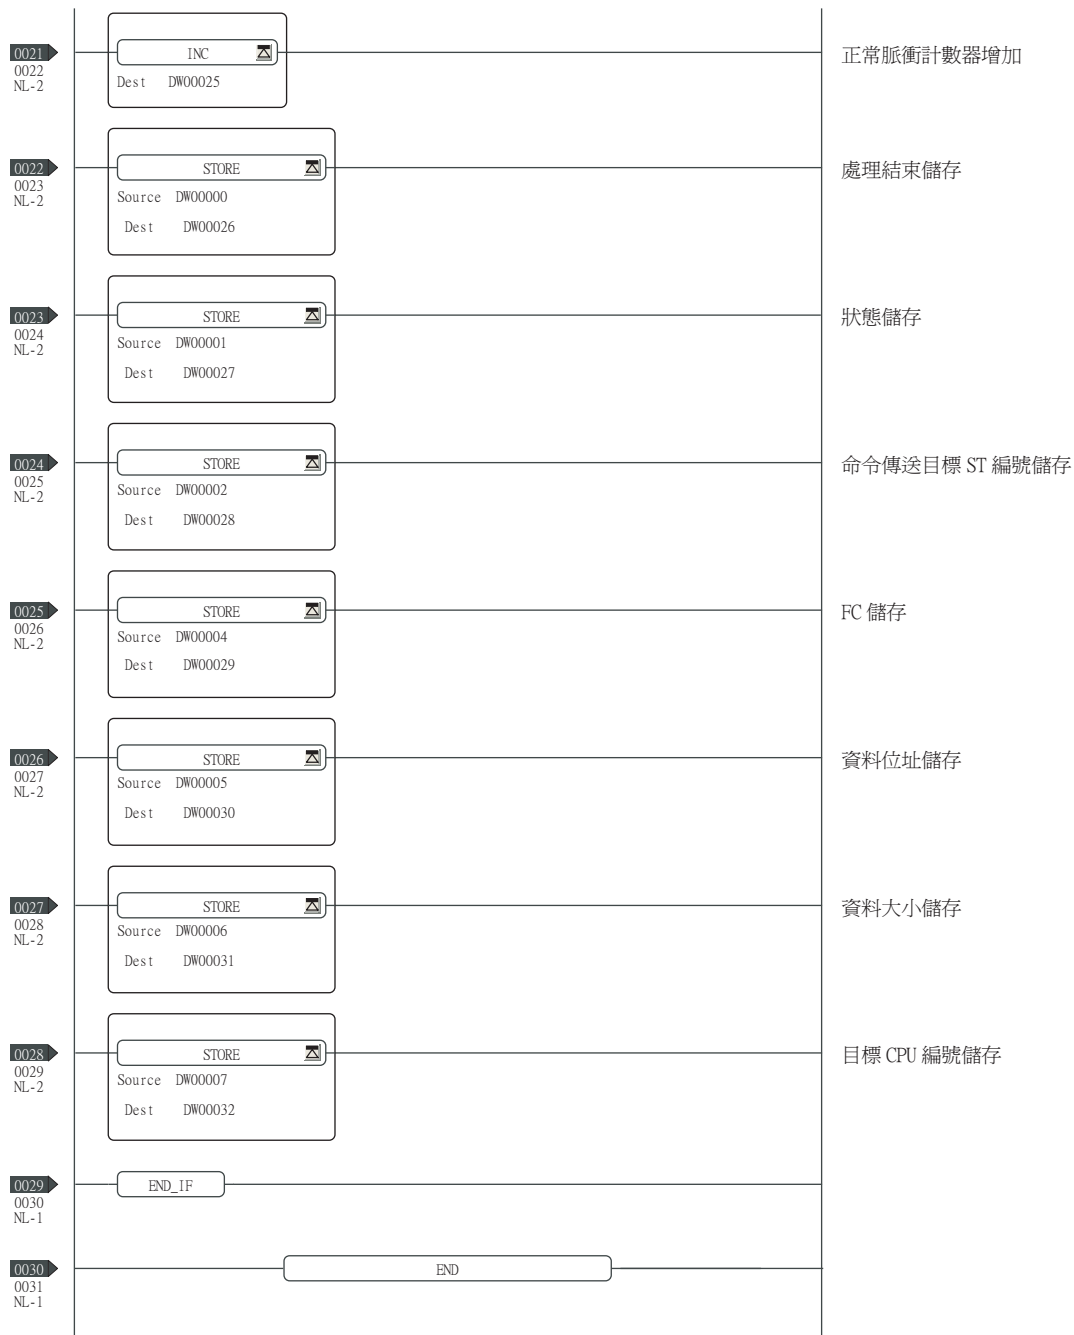 0021
0022
NL-2
INC
Dest DW00025
正常脈衝計數器增加
0022
0023
NL-2
STORE
Source DW00000
Dest DW00026
處理結束儲存
0023
0024
NL-2
STORE
Source DW00001
Dest DW00027
狀態儲存
0024
0025
NL-2
STORE
Source DW00002
Dest DW00028
命令傳送目標 ST 編號儲存
0025
0026
NL-2
STORE
Source DW00004
Dest DW00029
FC 儲存
0026
0027
NL-2
STORE
Source DW00005
Dest DW00030
資料位址儲存
0027
0028
NL-2
STORE
Source DW00006
Dest DW00031
資料大小儲存
0028
0029
NL-2
STORE
Source DW00007
Dest DW00032
目標 CPU 編號儲存
0029
0030
NL-1
END_IF
0030
0031
NL-1
END